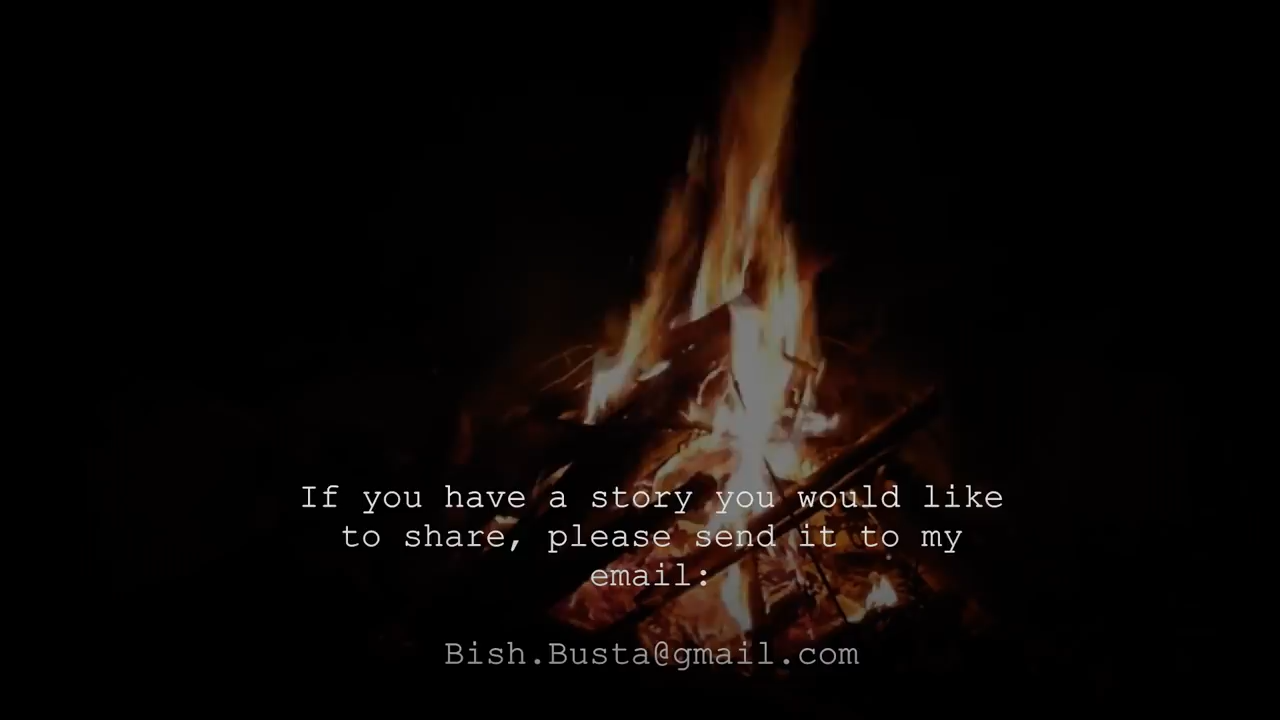 If you have a story you would like
to share, please send it to my
email:
Bish.Busta@gmail.com